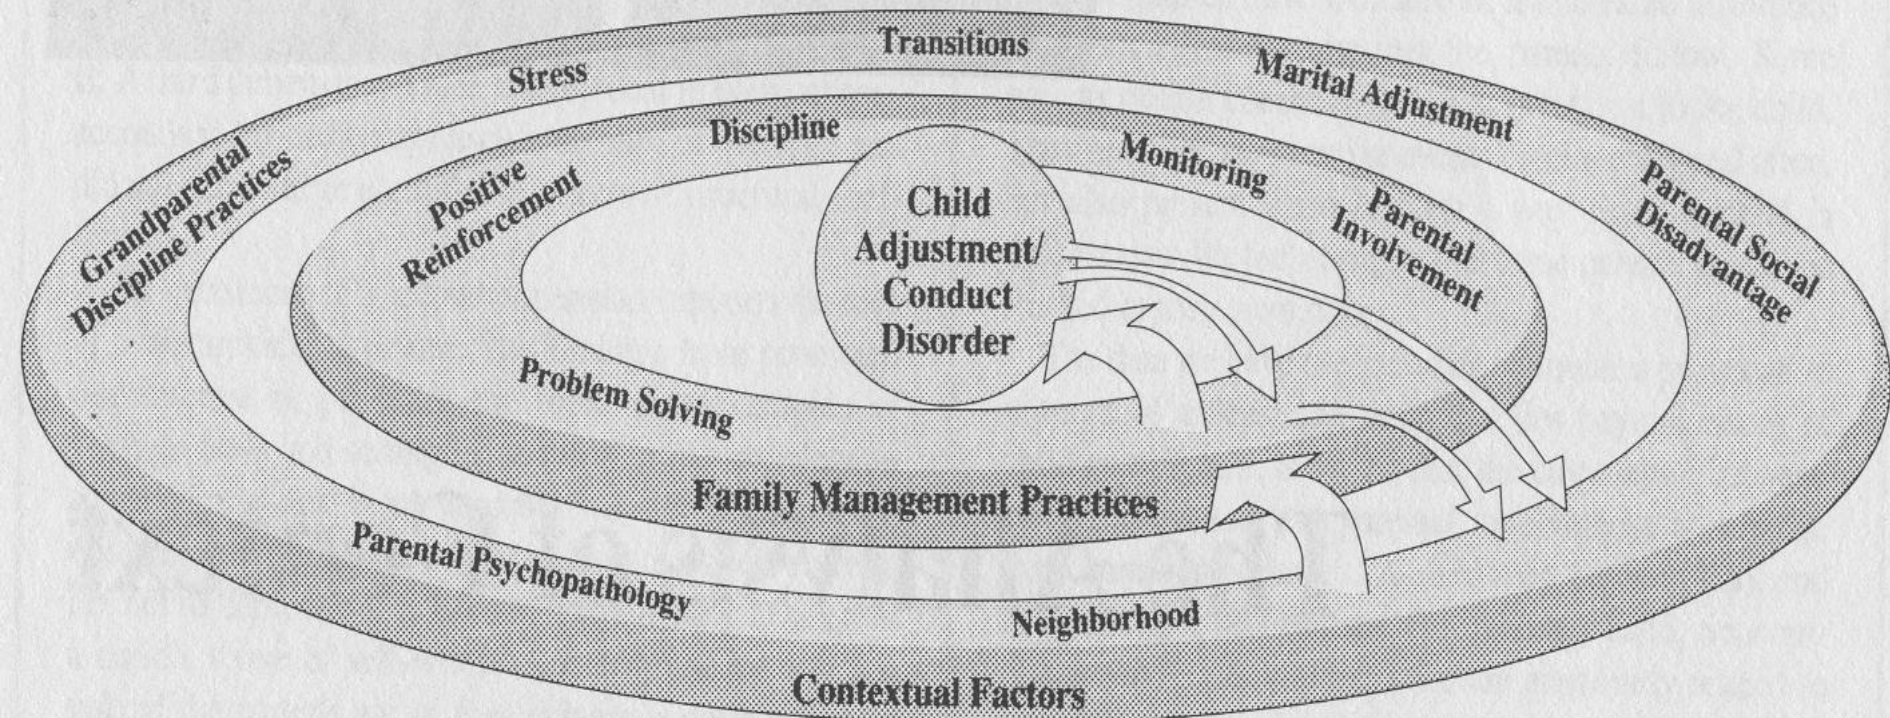 Transitions
Stress
Marital Adjustment
Grandparental
Discipline Practices
Parental Social
Disadvantage
Discipline
Monitoring
Positive
Reinforcement
Parental
Involvement
Child
Adjustment/
Conduct
Disorder
Problem Solving
Family Management Practices
Parental Psychopathology
Neighborhood
Contextual Factors